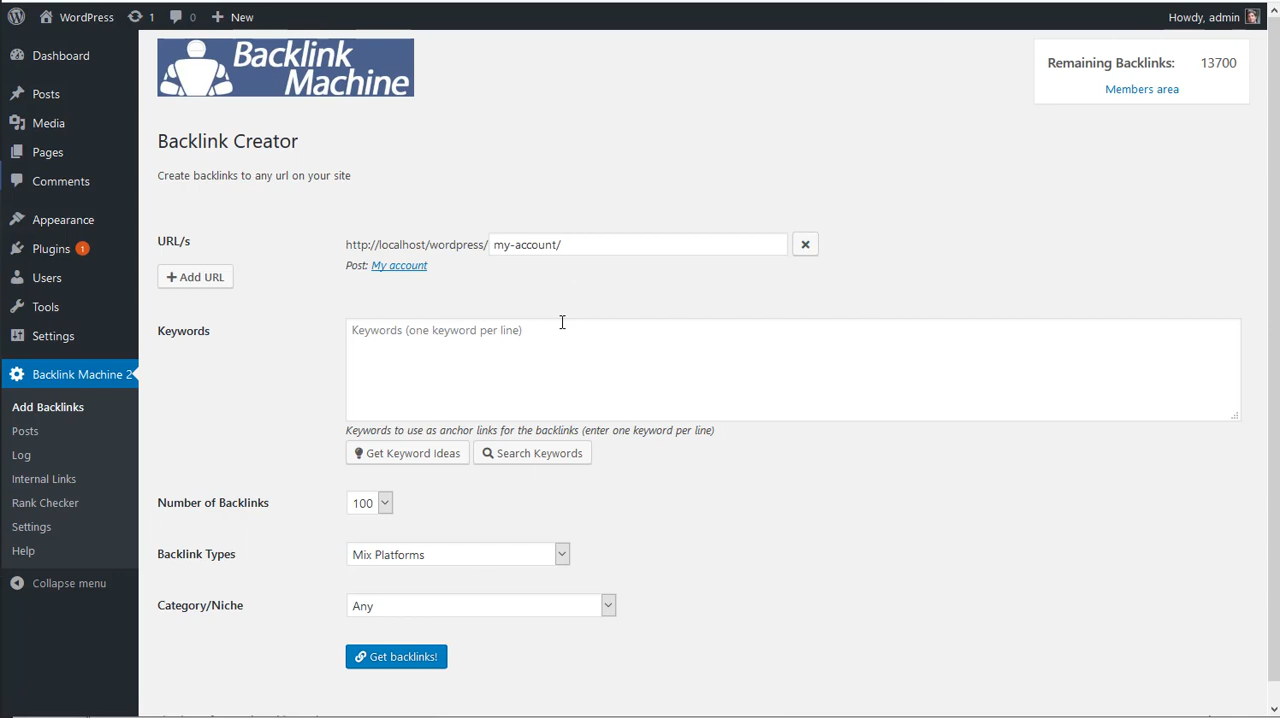 WordPress
1
0
New
Howdy, admin
Dashboard
Posts
Media
Pages
Comments
Appearance
Plugins 1
Users
Tools
Settings
Backlink Machine 2
Add Backlinks
Posts
Log
Internal Links
Rank Checker
Settings
Help
Collapse menu
Backlink
Machine
Remaining Backlinks: 13700
Members area
Backlink Creator
Create backlinks to any url on your site
URL/s
http://localhost/wordpress/ my-account/
Post: My account
Add URL
Keywords
Keywords (one keyword per line)
Keywords to use as anchor links for the backlinks (enter one keyword per line)
Get Keyword Ideas
Search Keywords
Number of Backlinks
100
Backlink Types
Mix Platforms
Category/Niche
Any
Get backlinks!